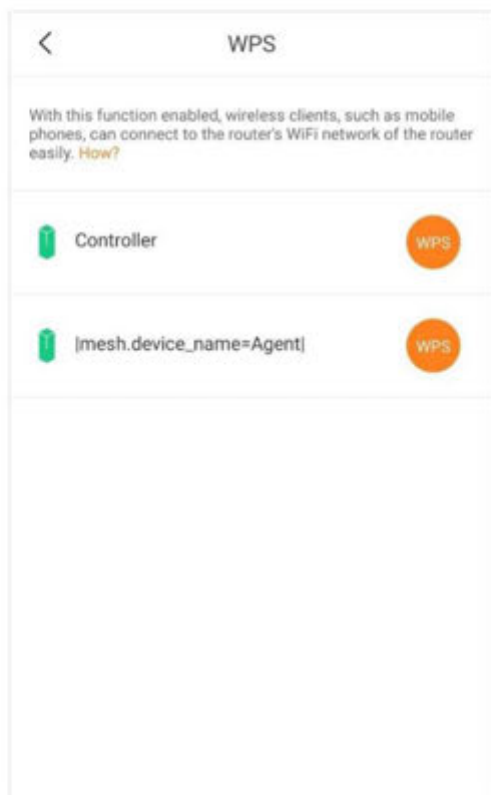 WPS
With this function enabled, wireless clients, such as mobile
phones, can connect to the router's WiFi network of the router
easily. How?
Controller
WPS
|mesh.device_name=Agent|
WPS